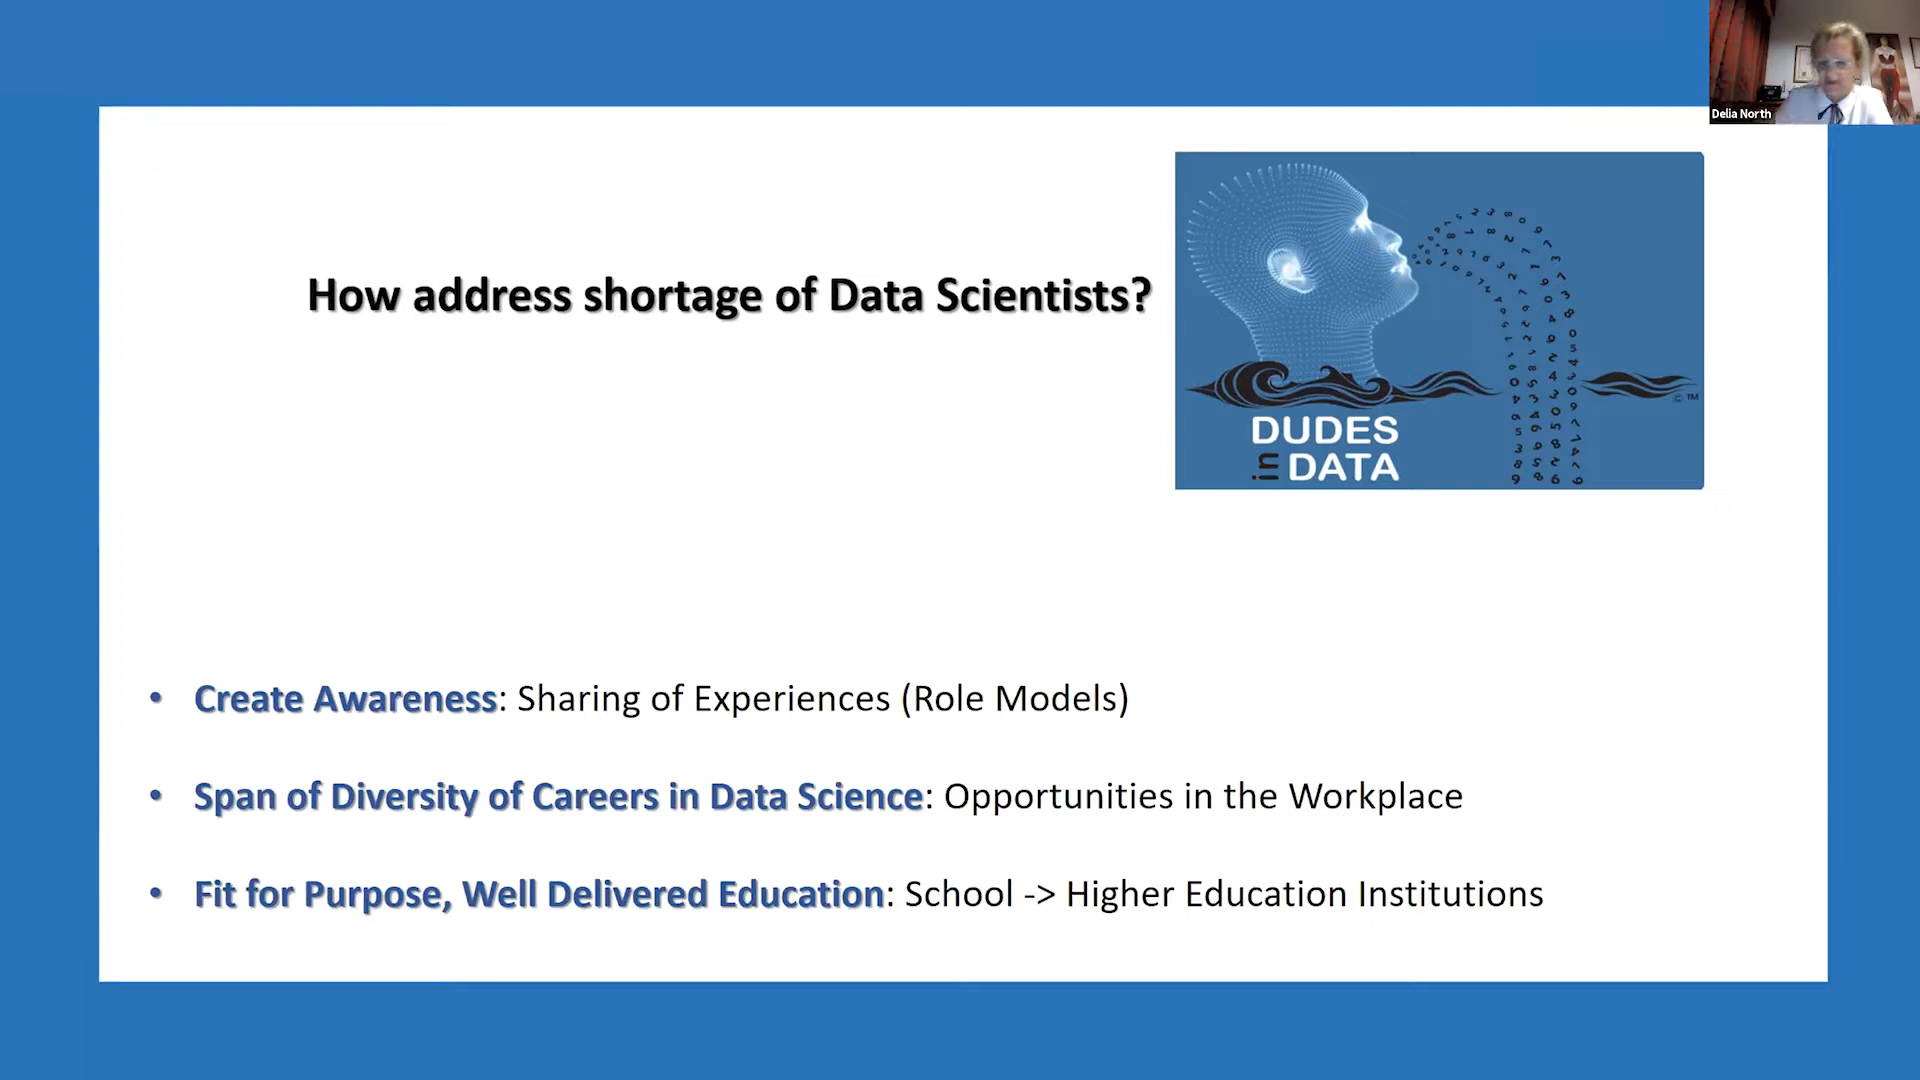 Delia North
How address shortage of Data Scientists?
© ™
DUDES
in DATA
• Create Awareness: Sharing of Experiences (Role Models)
• Span of Diversity of Careers in Data Science: Opportunities in the Workplace
• Fit for Purpose, Well Delivered Education: School -> Higher Education Institutions